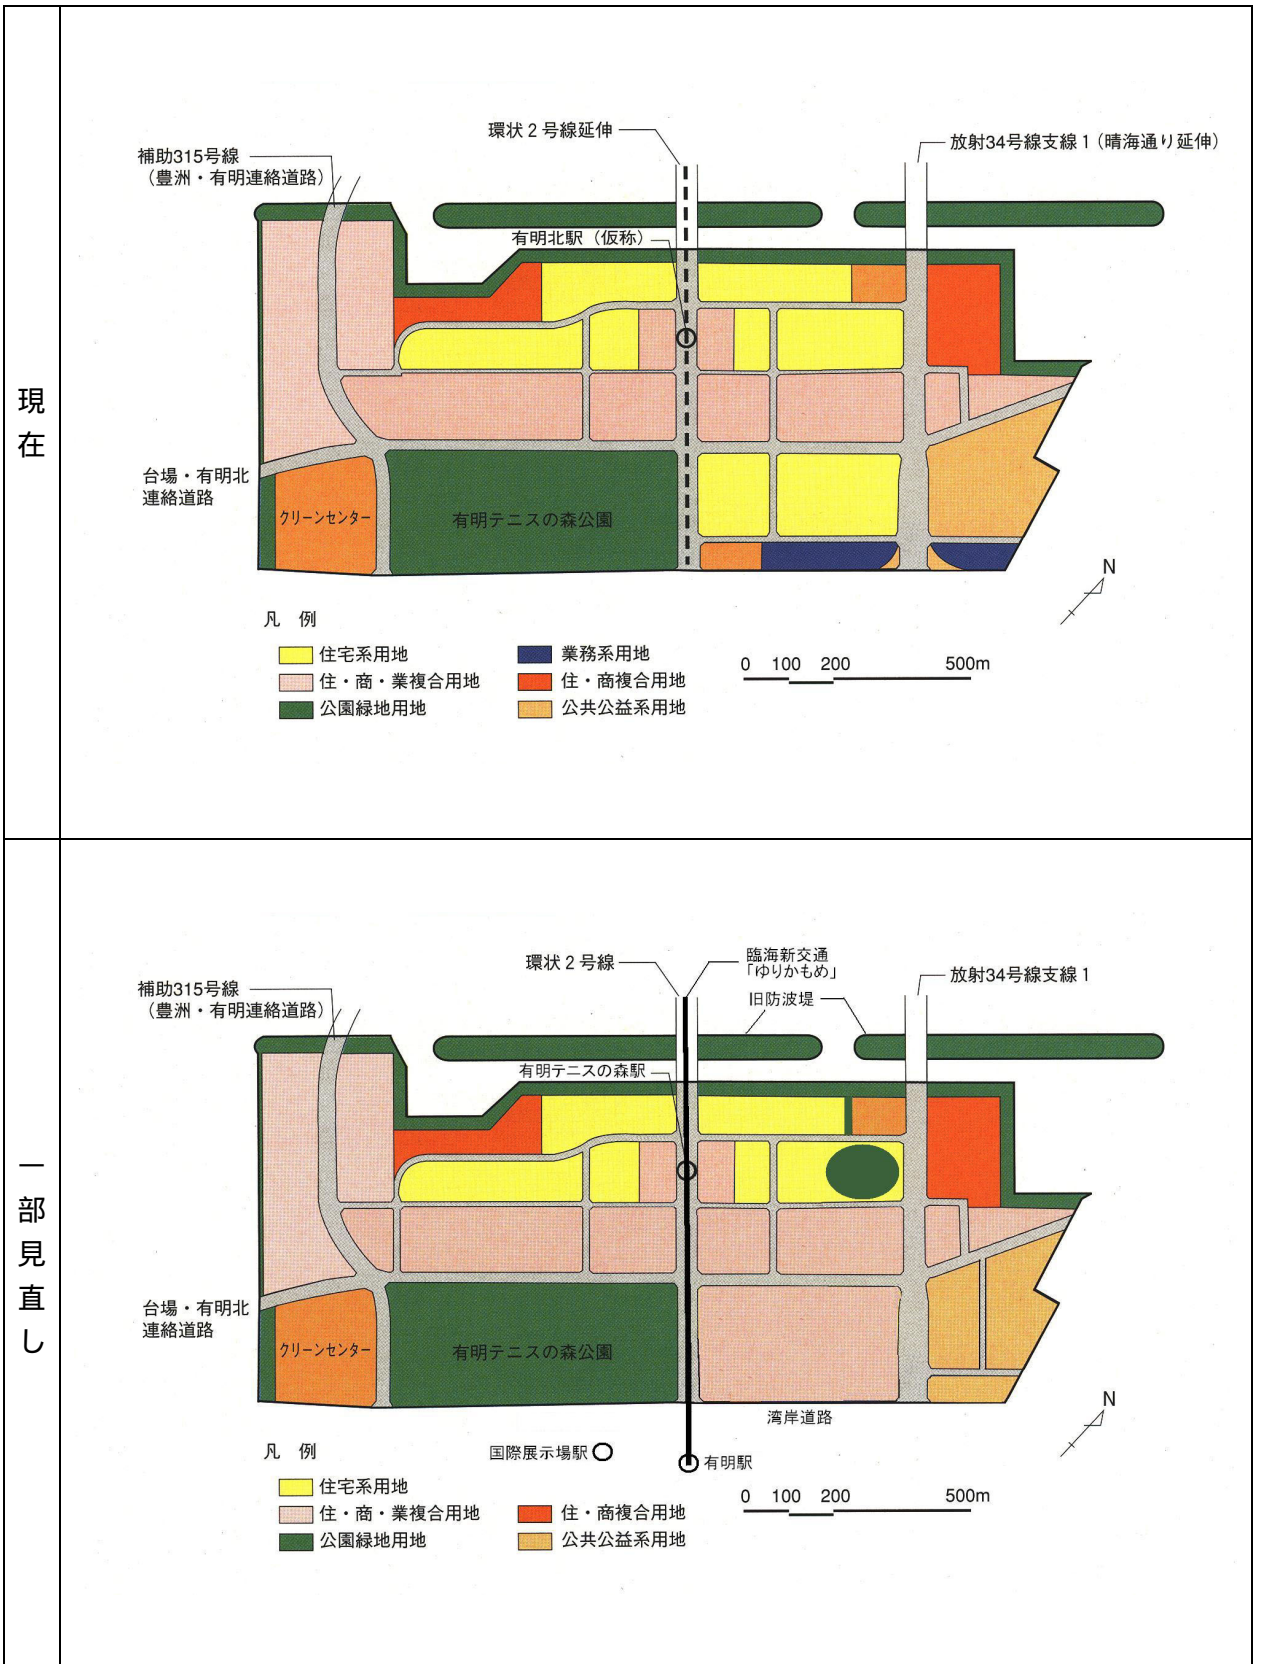 現在
環状2号線延伸
放射34号線支線1(晴海通り延伸)
補助315号線
(豊洲・有明連絡道路)
有明北駅(仮称)
台場・有明北
連絡道路
クリーンセンター
有明テニスの森公園
N
凡 例
住宅系用地
業務系用地
住・商・業複合用地
住・商複合用地
公園緑地用地
公共公益系用地
0 100 200 500m
一部見直し
環状2号線
臨海新交通
「ゆりかもめ」
放射34号線支線1
補助315号線
(豊洲・有明連絡道路)
旧防波堤
有明テニスの森駅
台場・有明北
連絡道路
クリーンセンター
有明テニスの森公園
湾岸道路
N
凡 例
国際展示場駅
有明駅
住宅系用地
住・商・業複合用地
住・商複合用地
公園緑地用地
公共公益系用地
0 100 200 500m